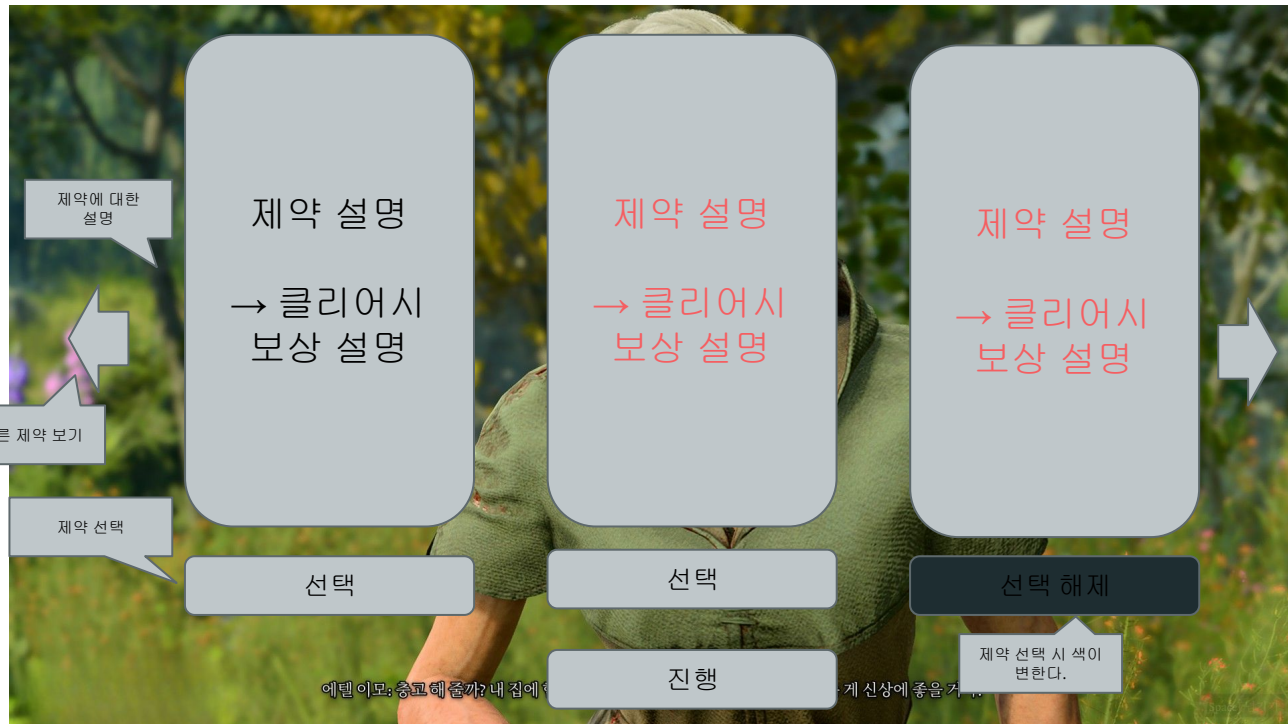 제약에 대한
설명
제약 설명
→ 클리어시
보상 설명
제약 설명
→ 클리어시
보상 설명
제약 설명
→ 클리어시
보상 설명
른 제약 보기
제약 선택
선택
선택
선택 해제
제약 선택 시 색이
변한다.
진행
에텔 이모: 충고 해 줄까? 내 집에 게 신상에 좋을